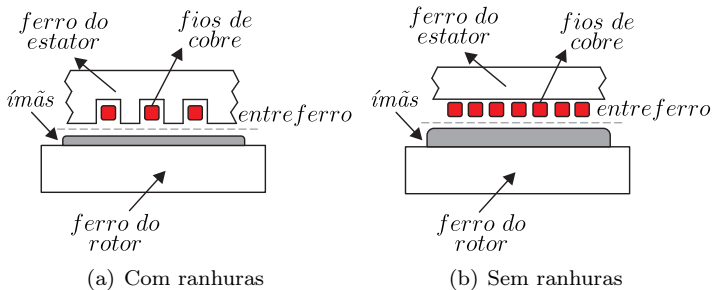 ferro do
estator
fios de
cobre
ímãs
entreferro
ferro do
rotor
(a) Com ranhuras
ferro do
estator
fios de
cobre
ímãs
entreferro
ferro do
rotor
(b) Sem ranhuras